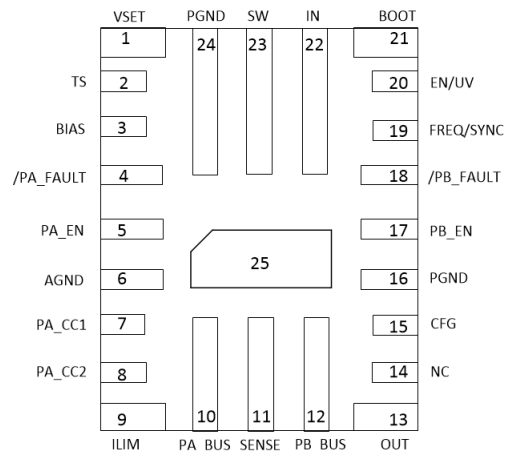 VSET PGND SW IN BOOT
1 24 23 22 21
TS 2 20 EN/UV
BIAS 3 19 FREQ/SYNC
/PA_FAULT 4 18 /PB_FAULT
PA_EN 5 17 PB_EN
25
AGND 6 16 PGND
PA_CC1 7 15 CFG
PA_CC2 8 14 NC
9 10 11 12 13
ILIM PA BUS SENSE PB BUS OUT